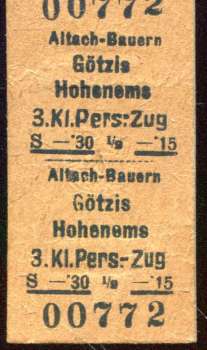 00772
Altach-Bauern
Götzis
Hohenems
3.Kl.Pers.-Zug
S —·30 ½ —·15
Altach-Bauern
Götzis
Hohenems
3.Kl.Pers.-Zug
S —·30 ½ —·15
00772